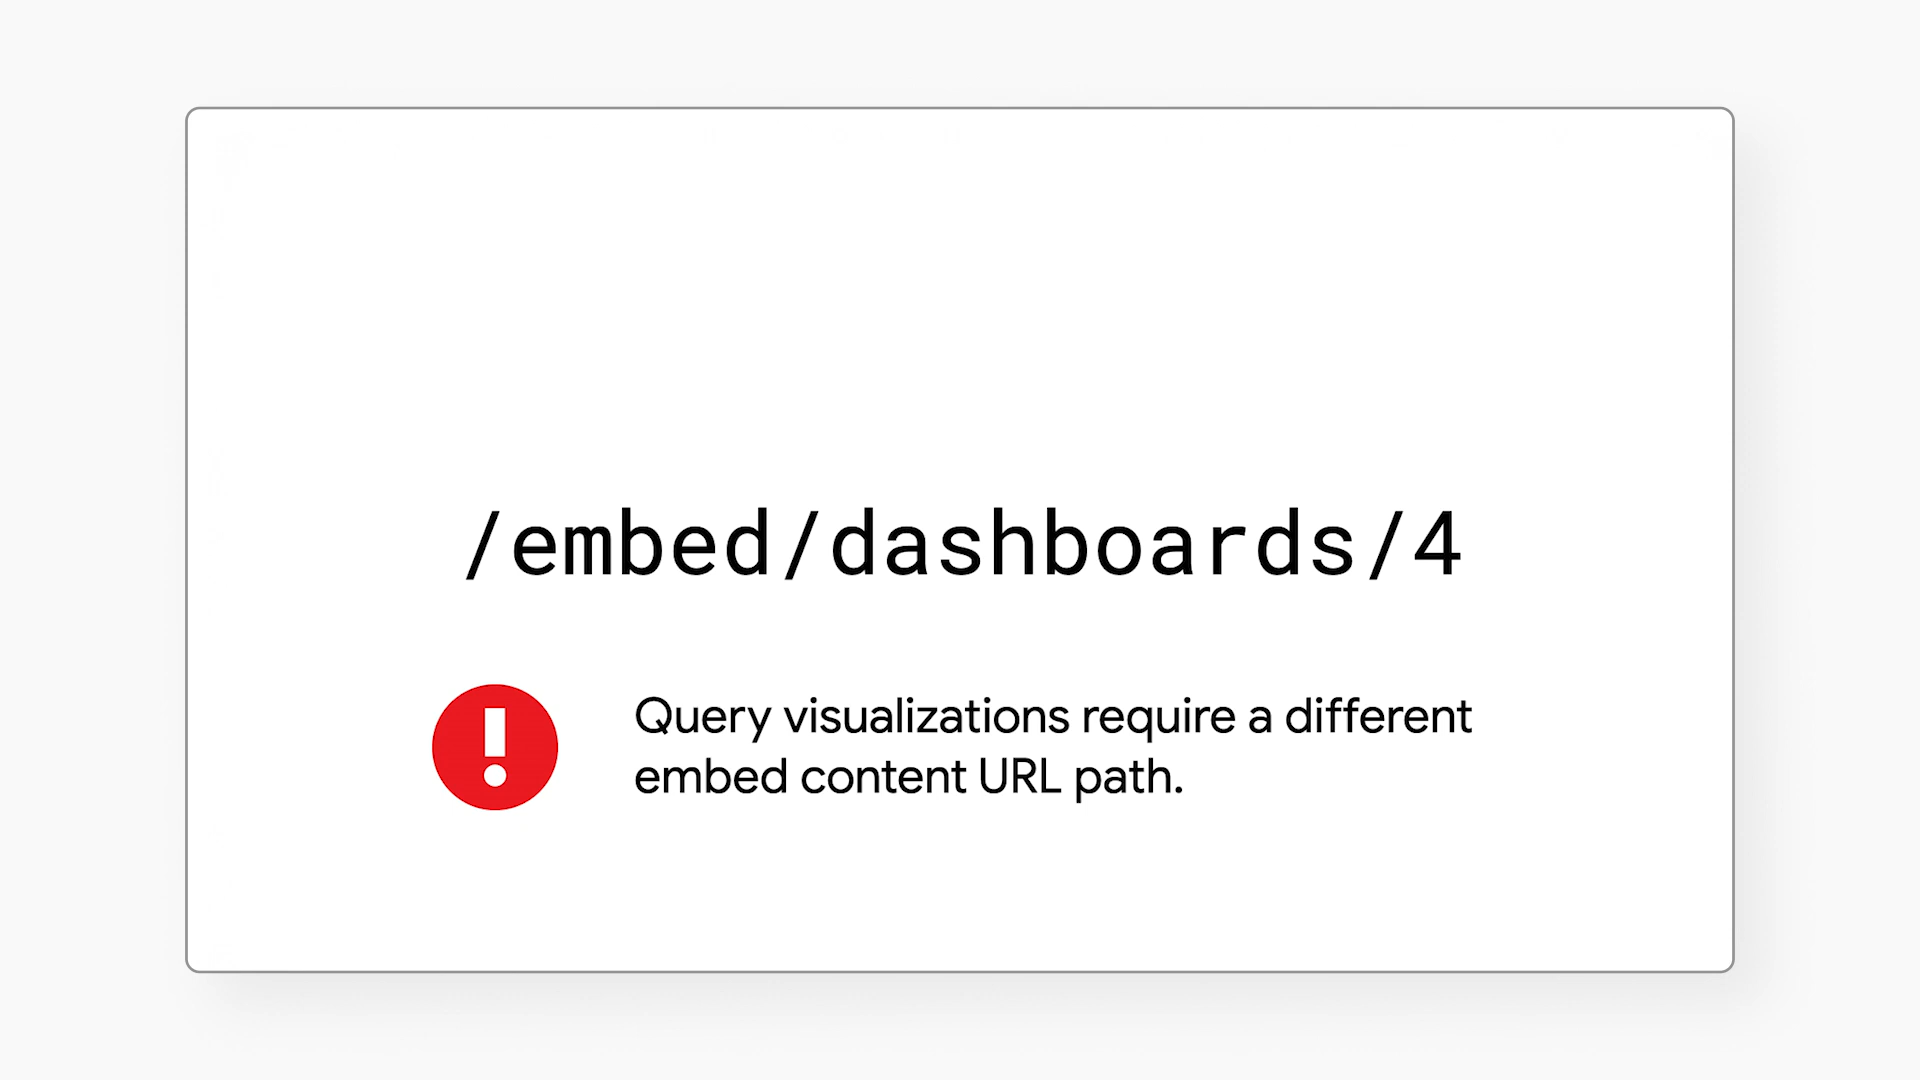 /embed/dashboards/4
Query visualizations require a different
embed content URL path.